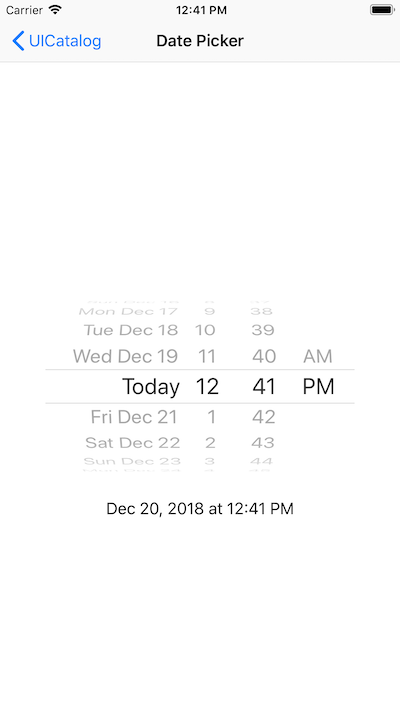 Carrier 12:41 PM
UICatalog Date Picker
Mon Dec 17 9 38
Tue Dec 18 10 39
Wed Dec 19 11 40 AM
Today 12 41 PM
Fri Dec 21 1 42
Sat Dec 22 2 43
Sun Dec 23 3 44
Dec 20, 2018 at 12:41 PM